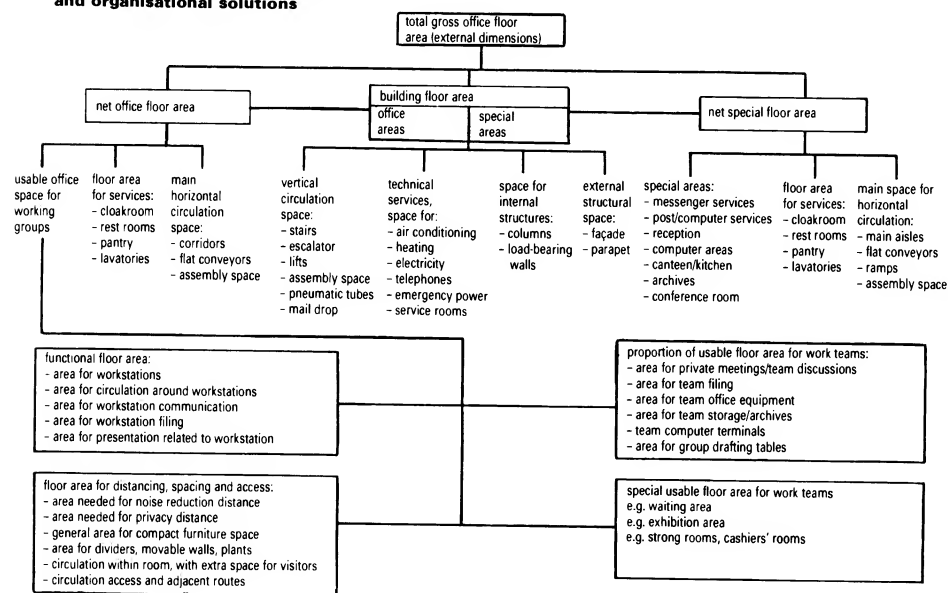 and organisational solutions
total gross office floor
area (external dimensions)
net office floor area
building floor area
office
areas
special
areas
net special floor area
usable office
space for
working
groups
floor area
for services:
- cloakroom
- rest rooms
- pantry
- lavatories
main
horizontal
circulation
space:
- corridors
- flat conveyors
- assembly space
vertical
circulation
space:
- stairs
- escalator
- lifts
- assembly space
- pneumatic tubes
- mail drop
technical
services,
space for:
- air conditioning
- heating
- electricity
- telephones
- emergency power
- service rooms
space for
internal
structures:
- columns
- load-bearing
walls
external
structural
space:
- façade
- parapet
special areas:
- messenger services
- post/computer services
- reception
- computer areas
- canteen/kitchen
- archives
- conference room
floor area
for services:
- cloakroom
- rest rooms
- pantry
- lavatories
main space for
horizontal
circulation:
- main aisles
- flat conveyors
- ramps
- assembly space
functional floor area:
- area for workstations
- area for circulation around workstations
- area for workstation communication
- area for workstation filing
- area for presentation related to workstation
proportion of usable floor area for work teams:
- area for private meetings/team discussions
- area for team filing
- area for team office equipment
- area for team storage/archives
- team computer terminals
- area for group drafting tables
floor area for distancing, spacing and access:
- area needed for noise reduction distance
- area needed for privacy distance
- general area for compact furniture space
- area for dividers, movable walls, plants
- circulation within room, with extra space for visitors
- circulation access and adjacent routes
special usable floor area for work teams
e.g. waiting area
e.g. exhibition area
e.g. strong rooms, cashiers' rooms